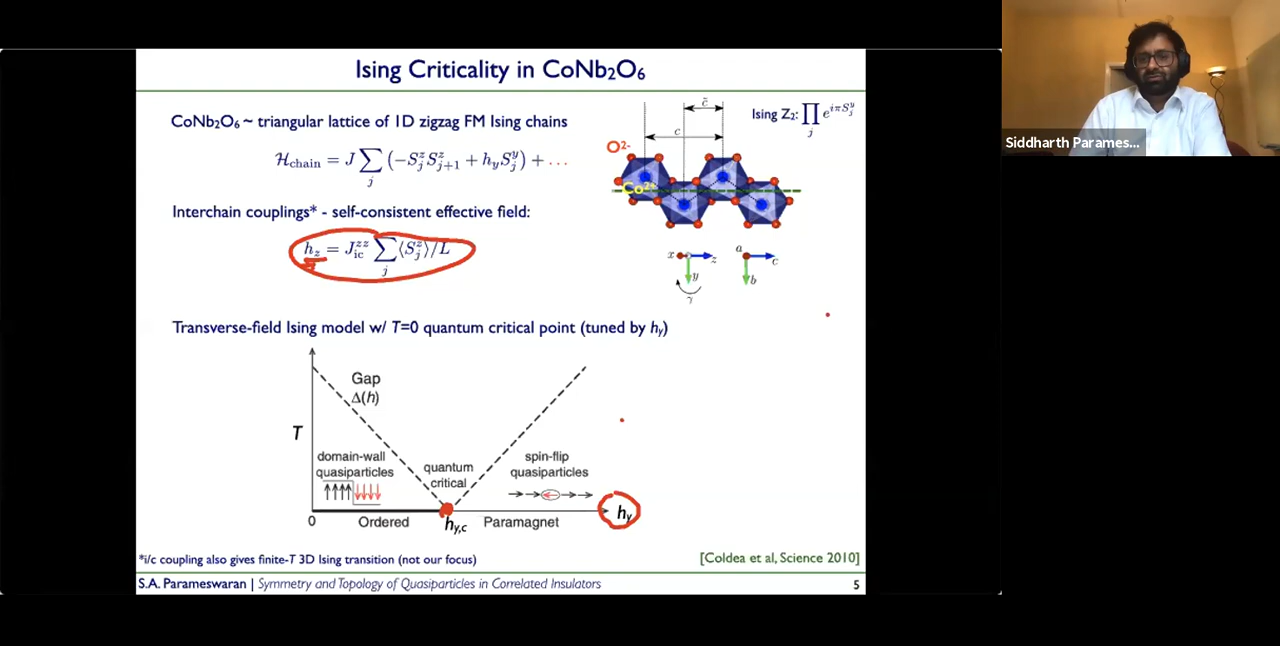 Ising Criticality in CoNb₂O₆
CoNb₂O₆ ~ triangular lattice of 1D zigzag FM Ising chains
Ising Z₂: ∏_j e^{iπS_j^y}
H_chain = J ∑_j (−S_j^z S_{j+1}^z + h_y S_j^y) + …
Interchain couplings* - self-consistent effective field:
h_z = J_ic^{zz} ∑_j ⟨S_j^z⟩/L
c̃
c
O²⁻
Co²⁺
x
z
y
γ
a
c
b
Transverse-field Ising model w/ T=0 quantum critical point (tuned by h_y)
Gap
Δ(h)
T
domain-wall
quasiparticles
quantum
critical
spin-flip
quasiparticles
0
Ordered
h_{y,c}
Paramagnet
h_y
*i/c coupling also gives finite-T 3D Ising transition (not our focus)
[Coldea et al, Science 2010]
S.A. Parameswaran | Symmetry and Topology of Quasiparticles in Correlated Insulators
5
Siddharth Parames...